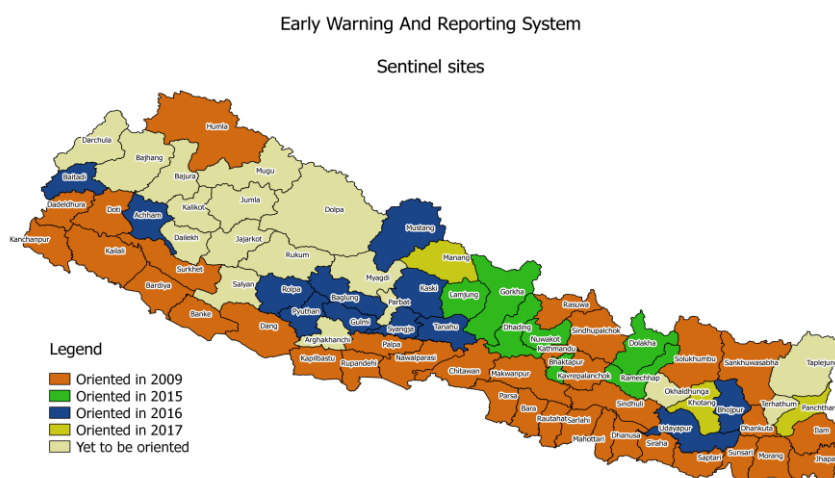 Early Warning And Reporting System
Sentinel sites
Humla
Darchula
Bajhang
Bajura
Mugu
Baitadi
Dadeldhura
Doti
Achham
Kalikot
Jumla
Dolpa
Mustang
Kanchanpur
Kailali
Dailekh
Jajarkot
Rukum
Manang
Surkhet
Myagdi
Bardiya
Salyan
Rolpa
Baglung
Parbat
Kaski
Lamjung
Gorkha
Rasuwa
Banke
Dang
Pyuthan
Gulmi
Syangja
Tanahu
Dhading
Nuwakot
Sindhupalchok
Dolakha
Arghakhanchi
Palpa
Kathmandu
Bhaktapur
Solukhumbu
Sankhuwasabha
Taplejung
Kapilbastu
Rupandehi
Nawalparasi
Chitawan
Makwanpur
Kavrepalanchok
Ramechhap
Okhaldhunga
Khotang
Bhojpur
Terhathum
Panchthar
Parsa
Bara
Rautahat
Sarlahi
Sindhuli
Mahottari
Dhanusa
Siraha
Udayapur
Dhankuta
Ilam
Saptari
Sunsari
Morang
Jhapa
Legend
Oriented in 2009
Oriented in 2015
Oriented in 2016
Oriented in 2017
Yet to be oriented